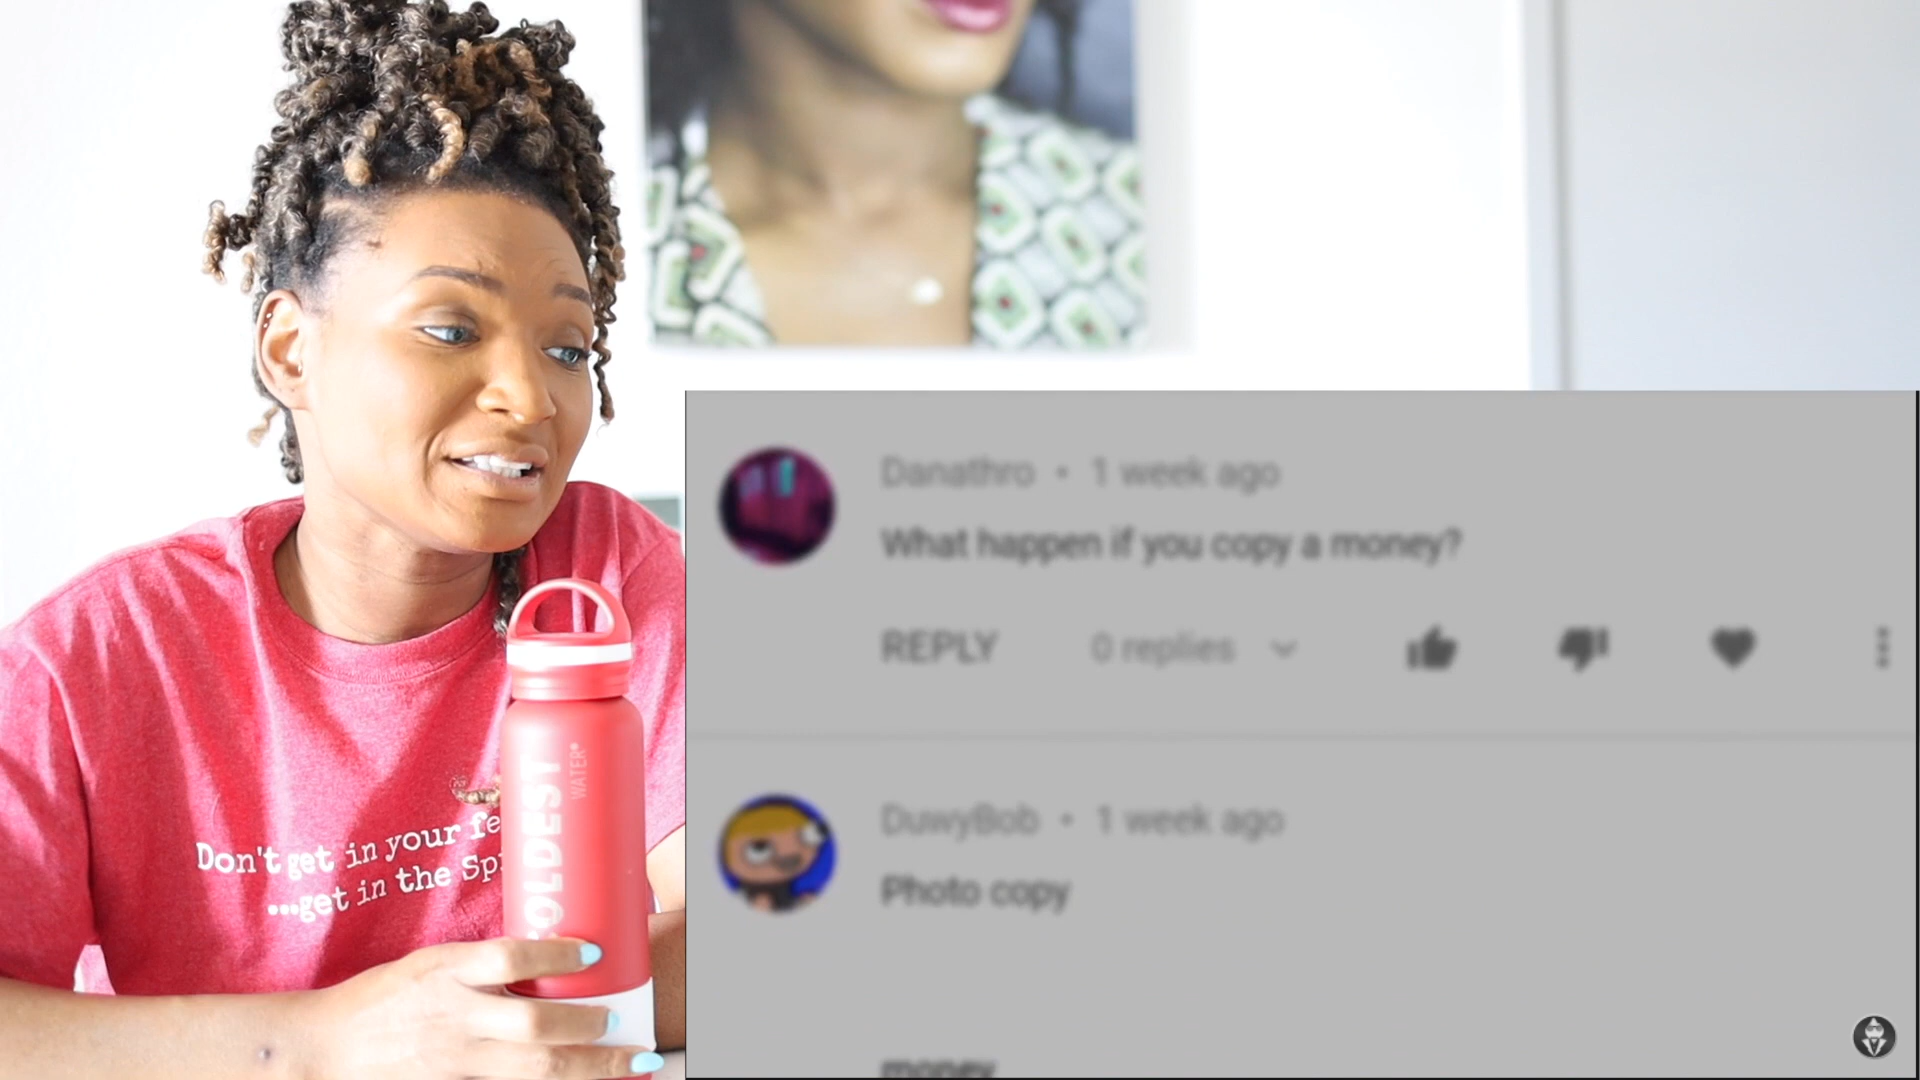 Danathro • 1 week ago
What happen if you copy a money?
REPLY 0 replies
DuwyBob • 1 week ago
Photo copy
money
Don't get in your fe
...get in the Sp
OLDEST
WATER®